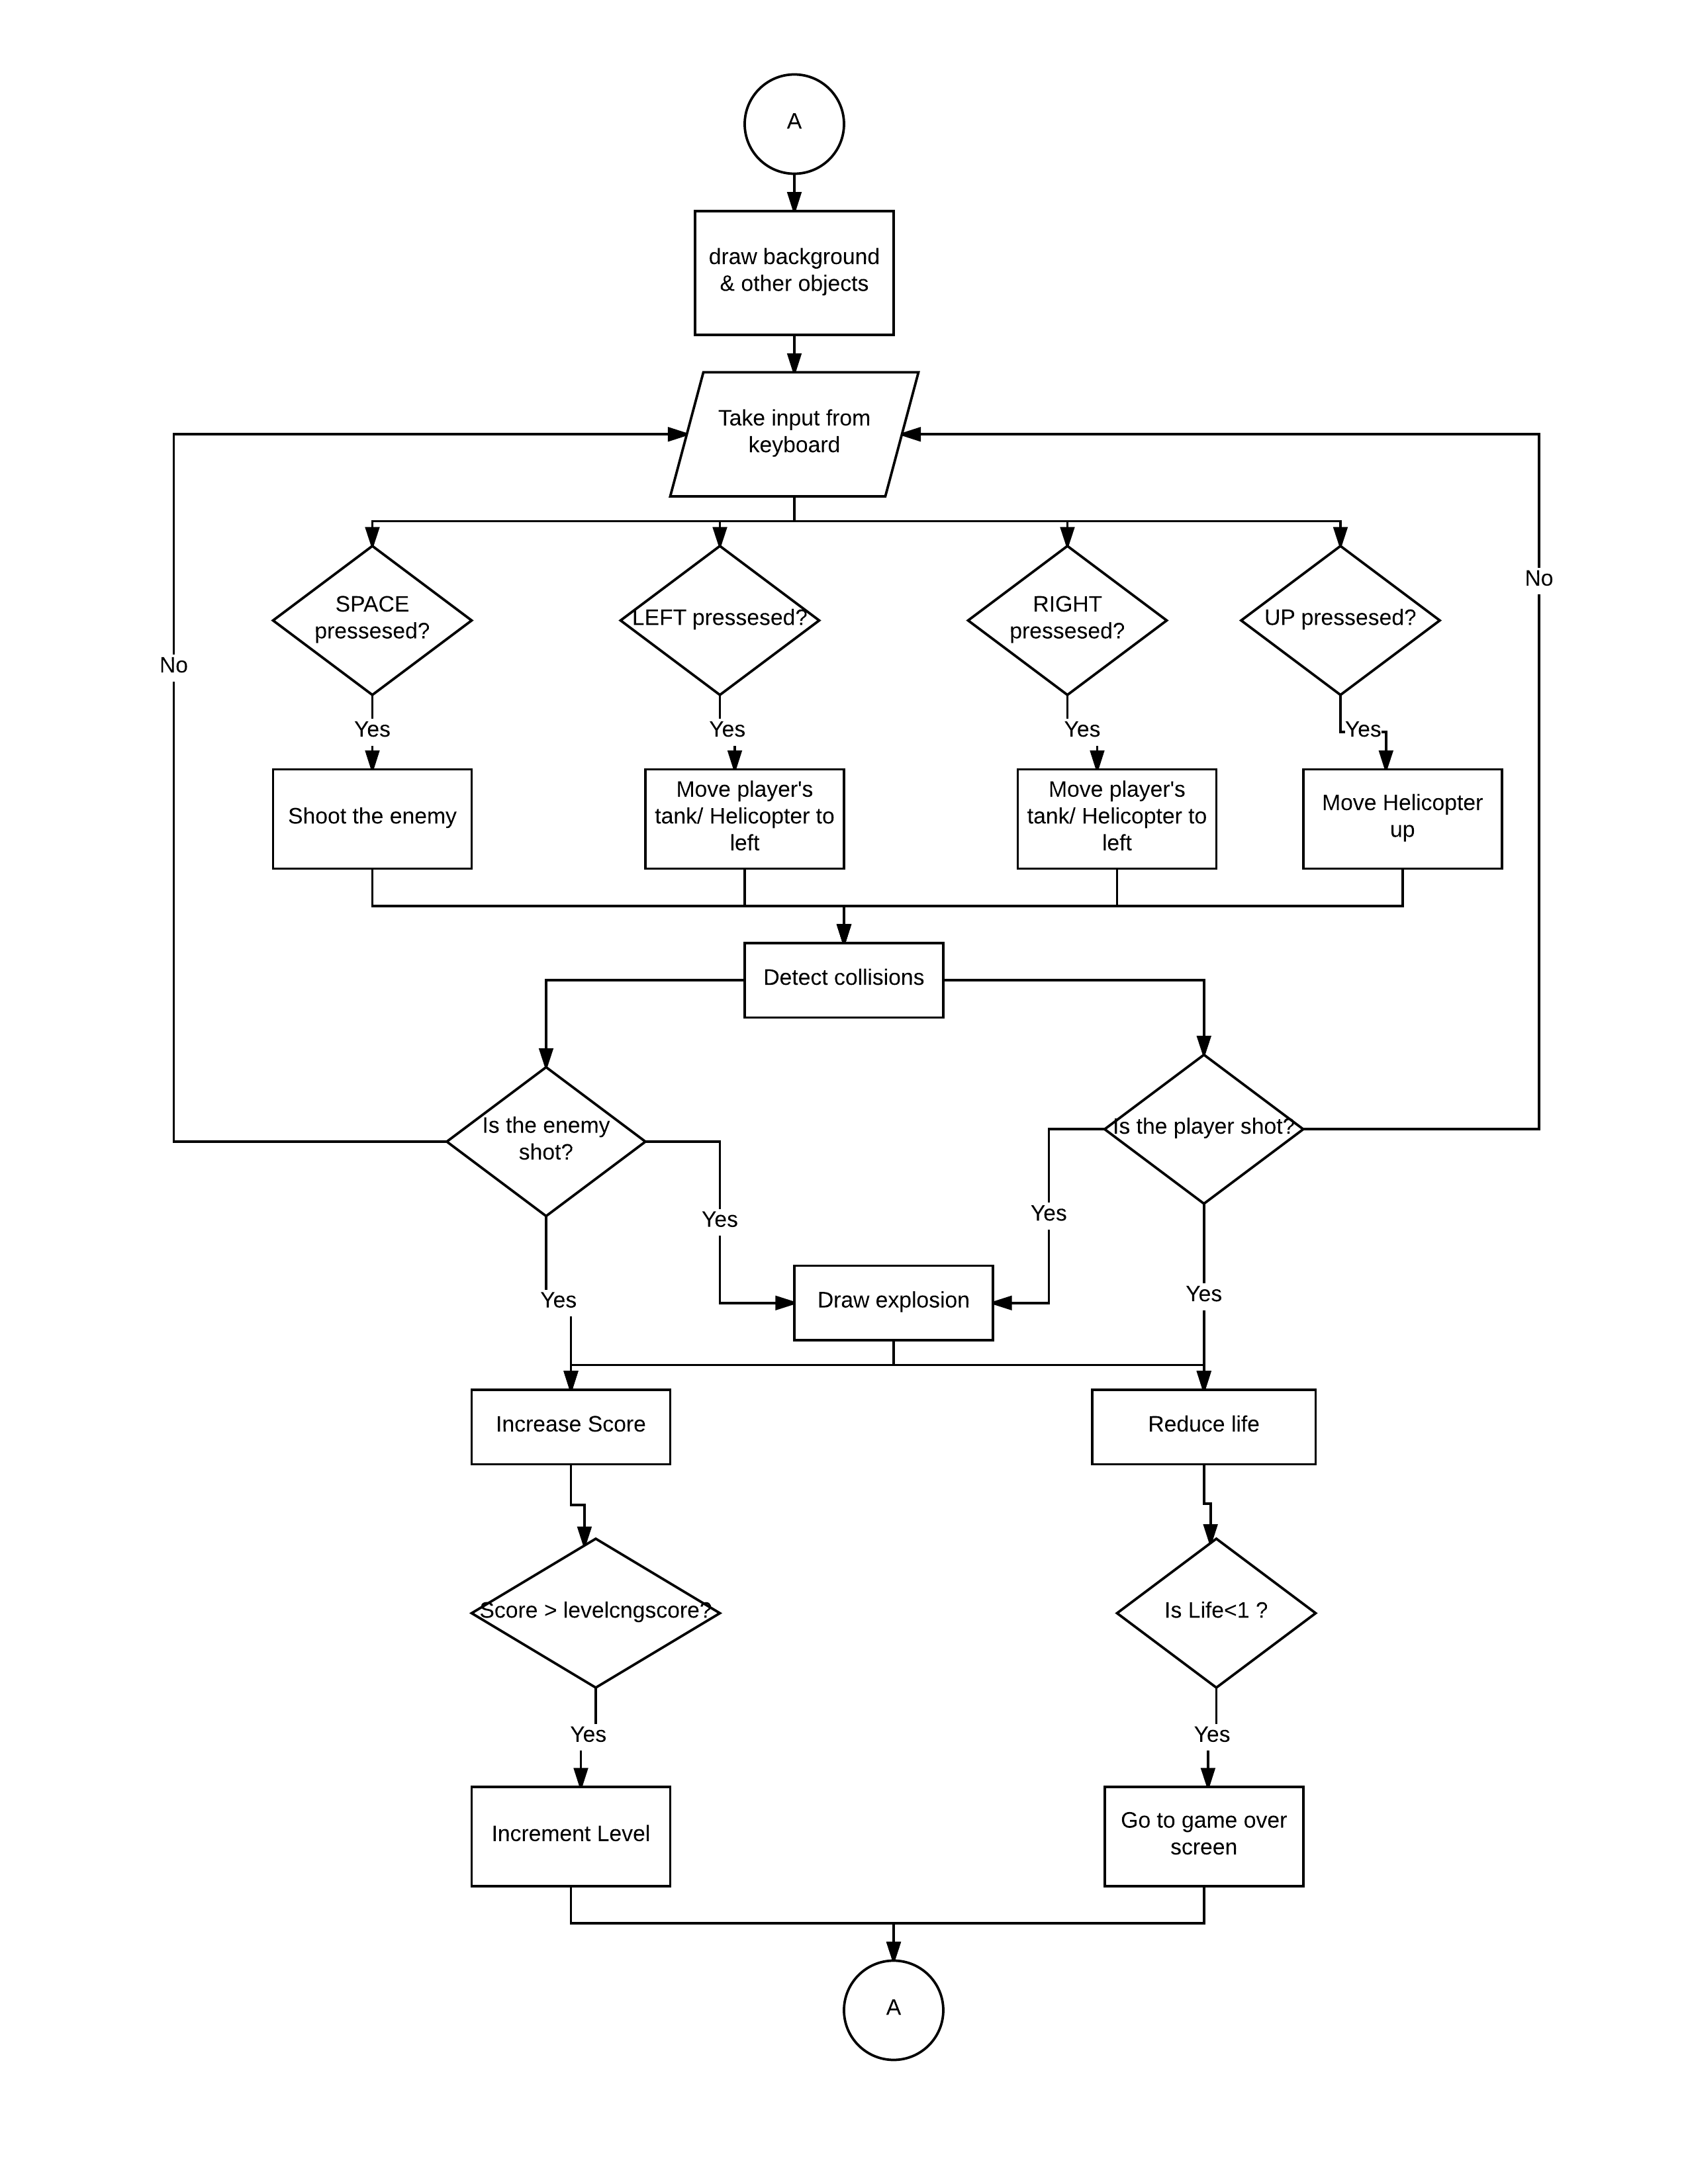 A
draw background
& other objects
Take input from
keyboard
SPACE
pressesed?
LEFT pressesed?
RIGHT
pressesed?
UP pressesed?
No
No
Yes
Yes
Yes
Yes
Shoot the enemy
Move player's
tank/ Helicopter to
left
Move player's
tank/ Helicopter to
left
Move Helicopter
up
Detect collisions
Is the enemy
shot?
Is the player shot?
Yes
Yes
Yes
Yes
Draw explosion
Increase Score
Reduce life
Score > levelcngscore?
Is Life<1 ?
Yes
Yes
Increment Level
Go to game over
screen
A